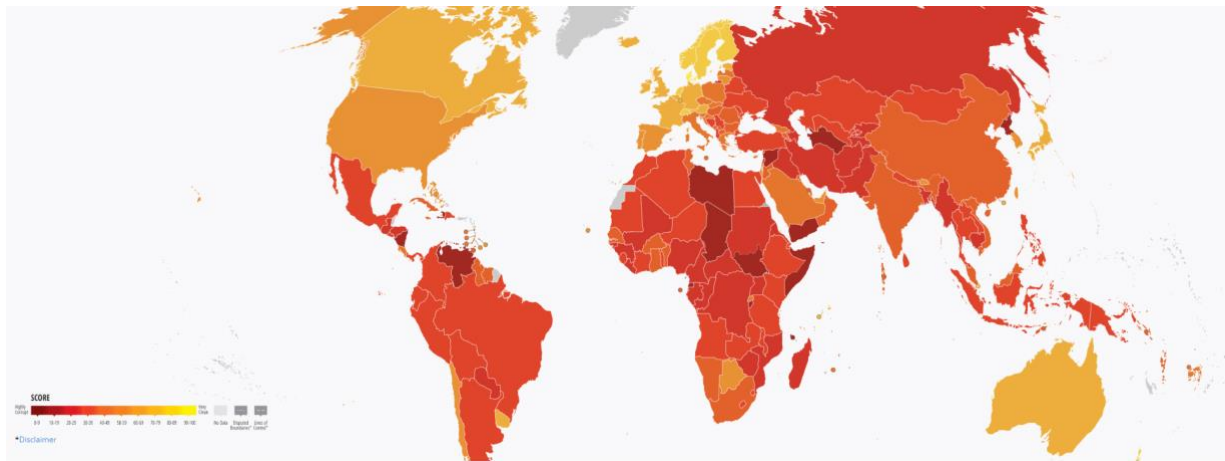 SCORE
Highly Corrupt
Very Clean
0-9 10-19 20-29 30-39 40-49 50-59 60-69 70-79 80-89 90-100
No Data
Disputed Boundaries*
Lines of Control*
*Disclaimer